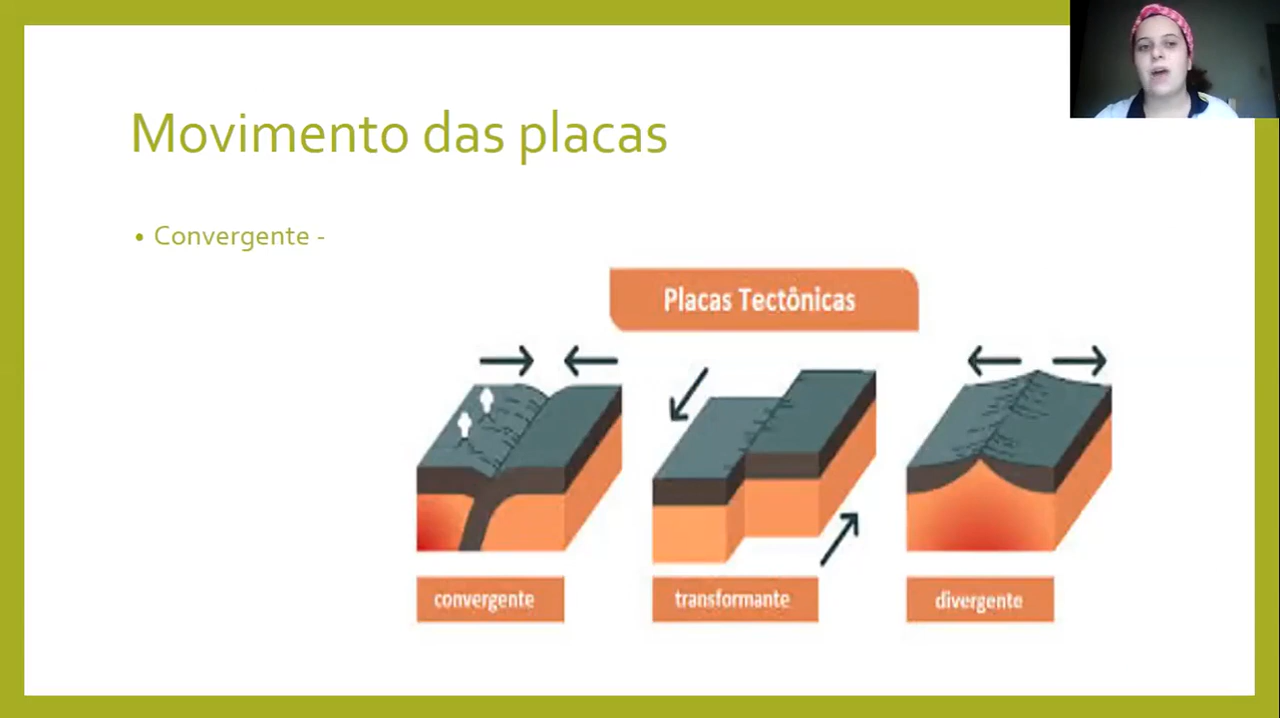 Movimento das placas
• Convergente -
Placas Tectônicas
convergente
transformante
divergente